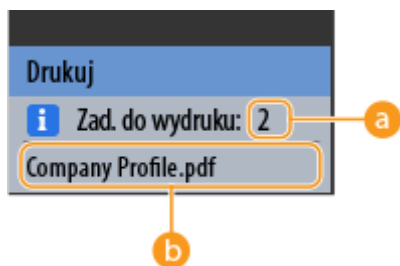 Drukuj
i Zad. do wydruku: 2
a
Company Profile.pdf
b